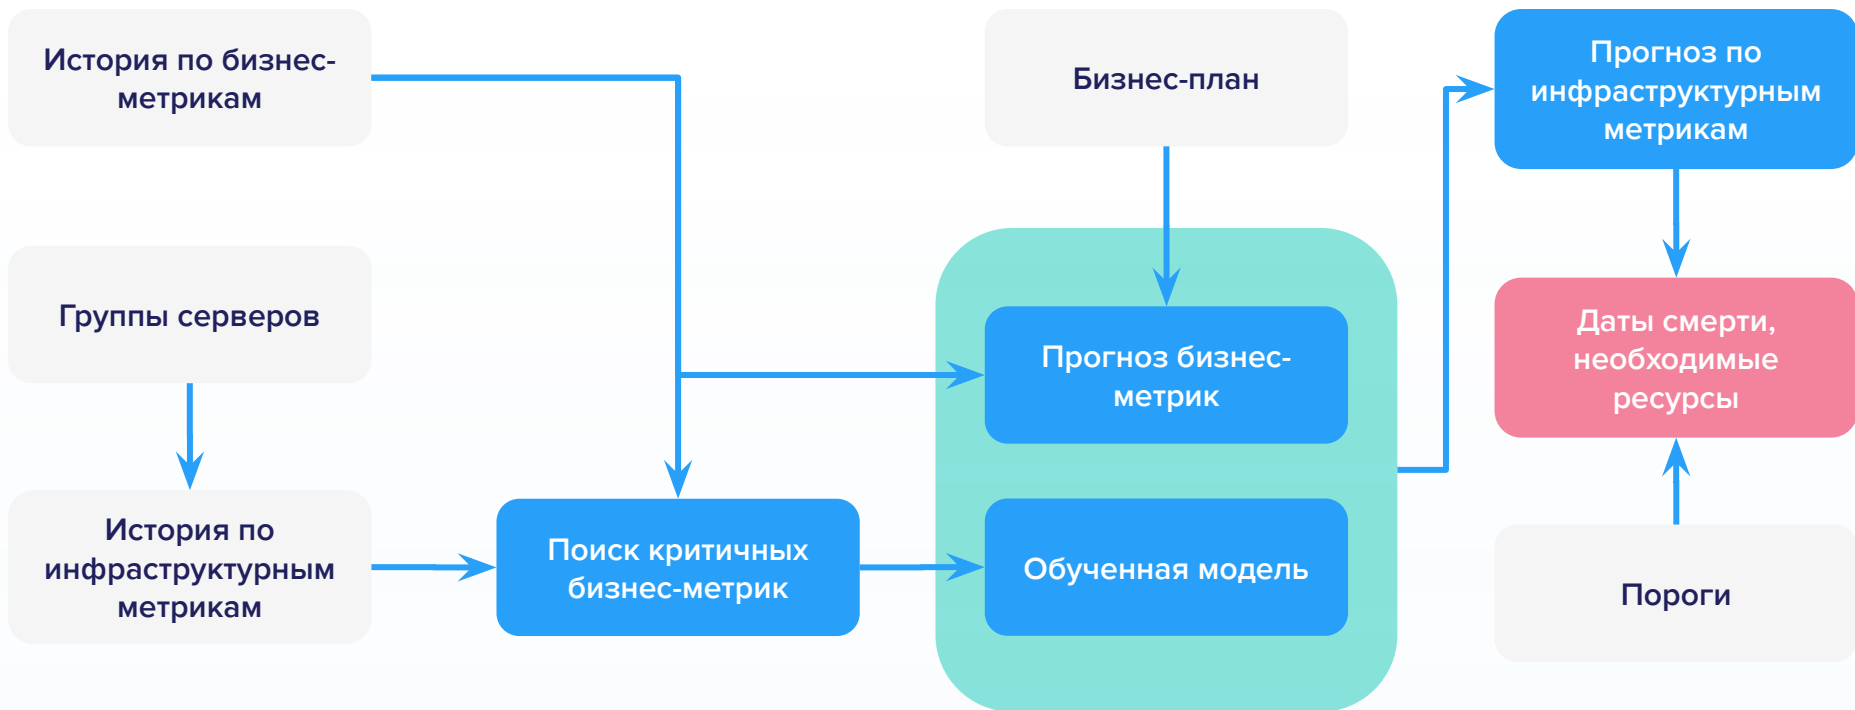 История по бизнес-
метрикам
Бизнес-план
Прогноз по
инфраструктурным
метрикам
Группы серверов
Прогноз бизнес-
метрик
Даты смерти,
необходимые
ресурсы
История по
инфраструктурным
метрикам
Поиск критичных
бизнес-метрик
Обученная модель
Пороги